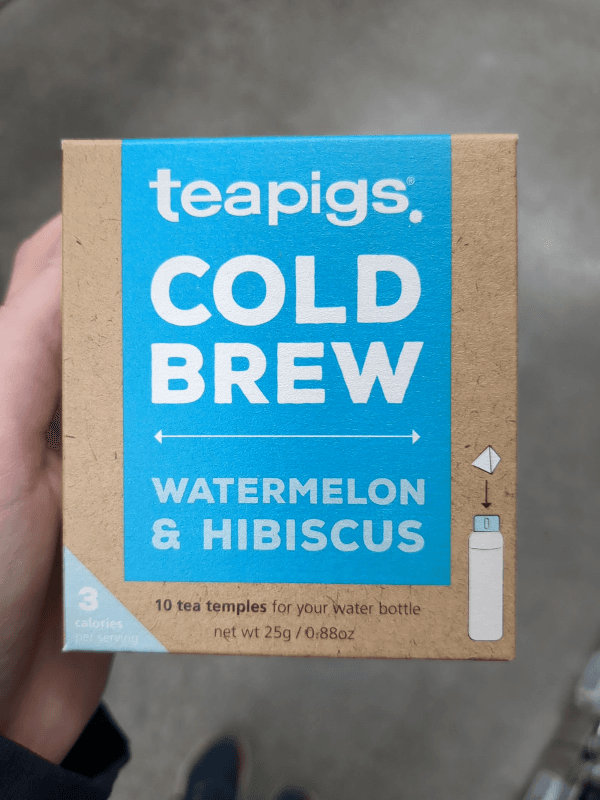 teapigs®.
COLD
BREW
WATERMELON
& HIBISCUS
3
calories
per serving
10 tea temples for your water bottle
net wt 25g / 0.88oz